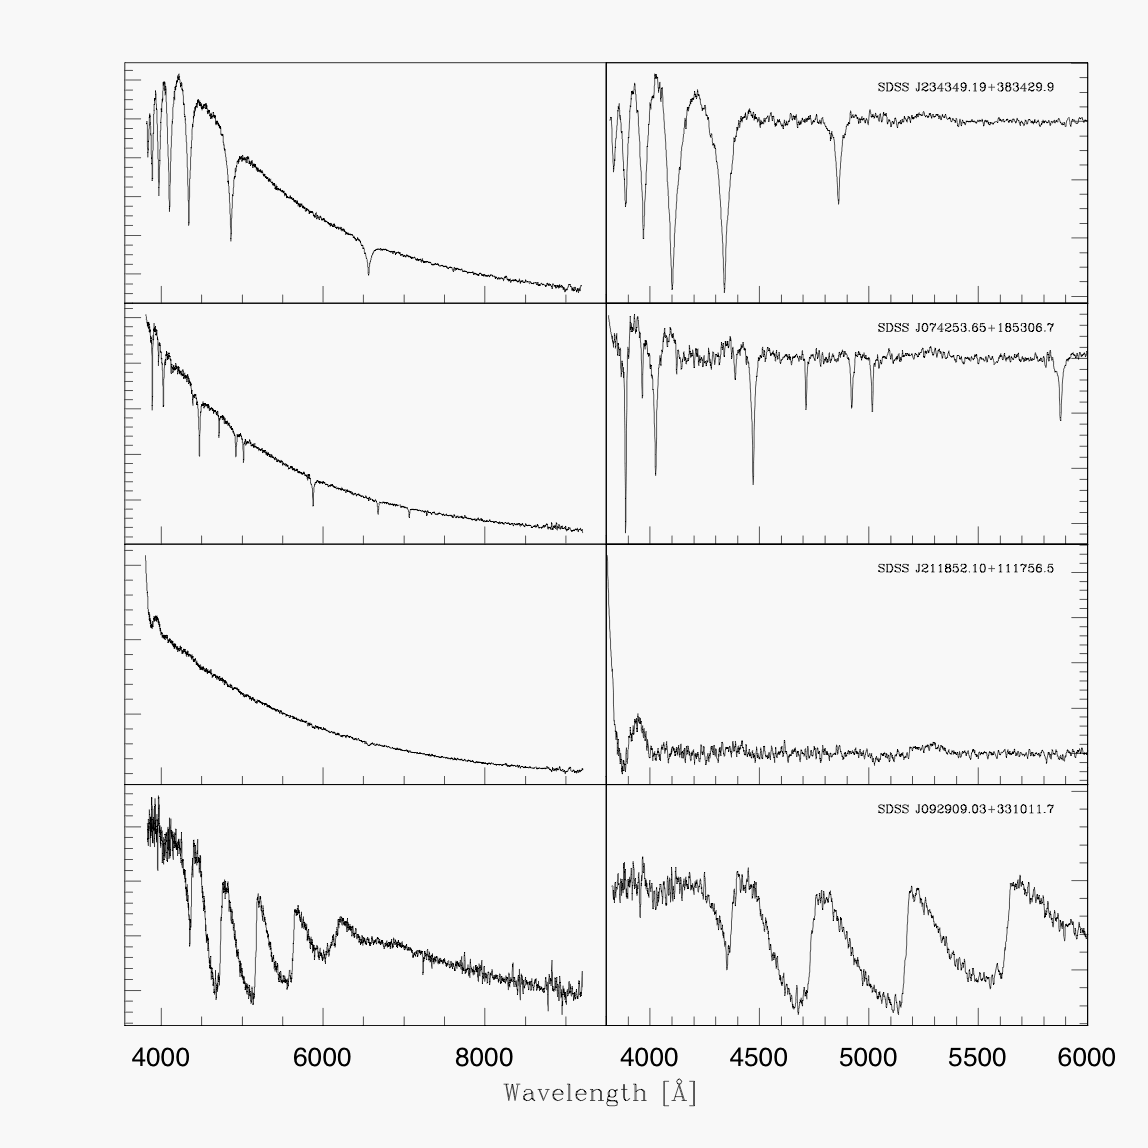 SDSS J234349.19+383429.9
SDSS J074253.65+185306.7
SDSS J211852.10+111756.5
SDSS J092909.03+331011.7
4000 6000 8000 4000 4500 5000 5500 6000
Wavelength [Å]